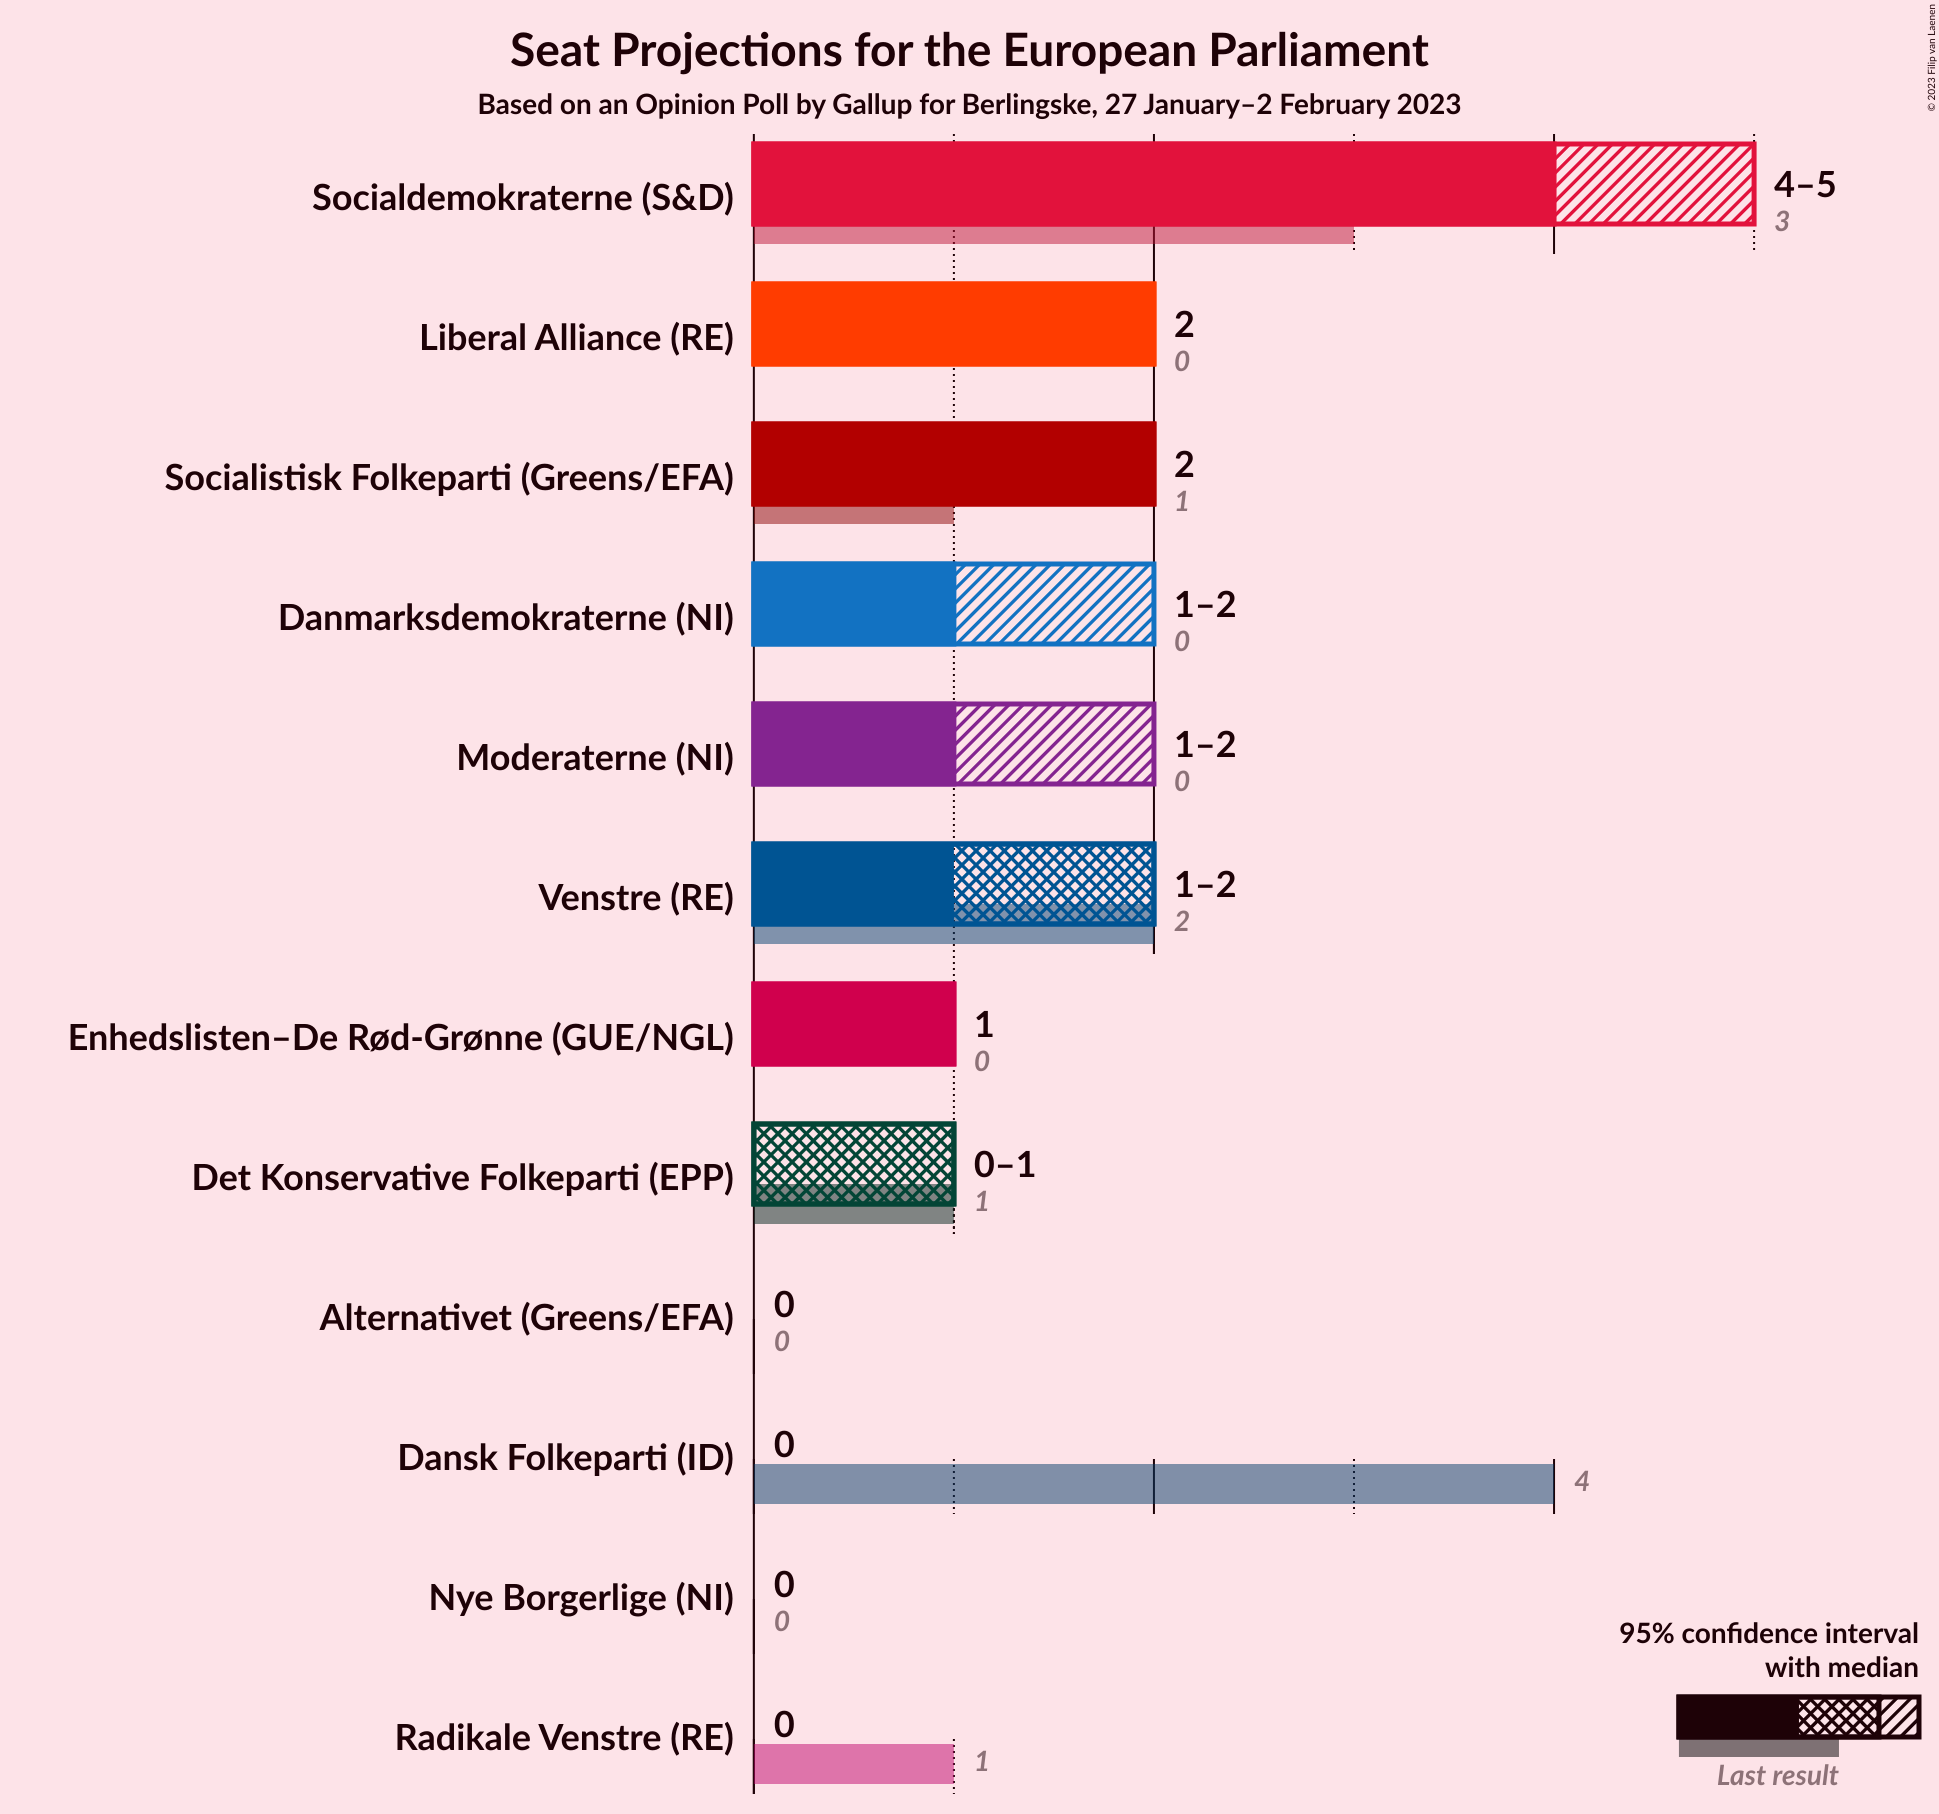 Seat Projections for the European Parliament
Based on an Opinion Poll by Gallup for Berlingske, 27 January–2 February 2023
© 2023 Filip van Laenen
Socialdemokraterne (S&D)
4–5
3
Liberal Alliance (RE)
2
0
Socialistisk Folkeparti (Greens/EFA)
2
1
Danmarksdemokraterne (NI)
1–2
0
Moderaterne (NI)
1–2
0
Venstre (RE)
1–2
2
Enhedslisten–De Rød-Grønne (GUE/NGL)
1
0
Det Konservative Folkeparti (EPP)
0–1
1
Alternativet (Greens/EFA)
0
0
Dansk Folkeparti (ID)
0
4
Nye Borgerlige (NI)
0
0
Radikale Venstre (RE)
0
1
95% confidence interval
with median
Last result